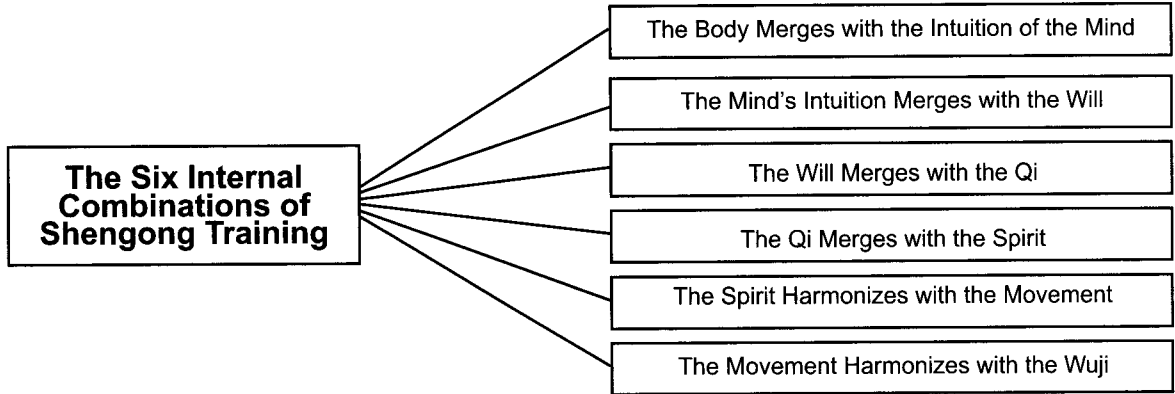 The Six Internal
Combinations of
Shengong Training
The Body Merges with the Intuition of the Mind
The Mind's Intuition Merges with the Will
The Will Merges with the Qi
The Qi Merges with the Spirit
The Spirit Harmonizes with the Movement
The Movement Harmonizes with the Wuji